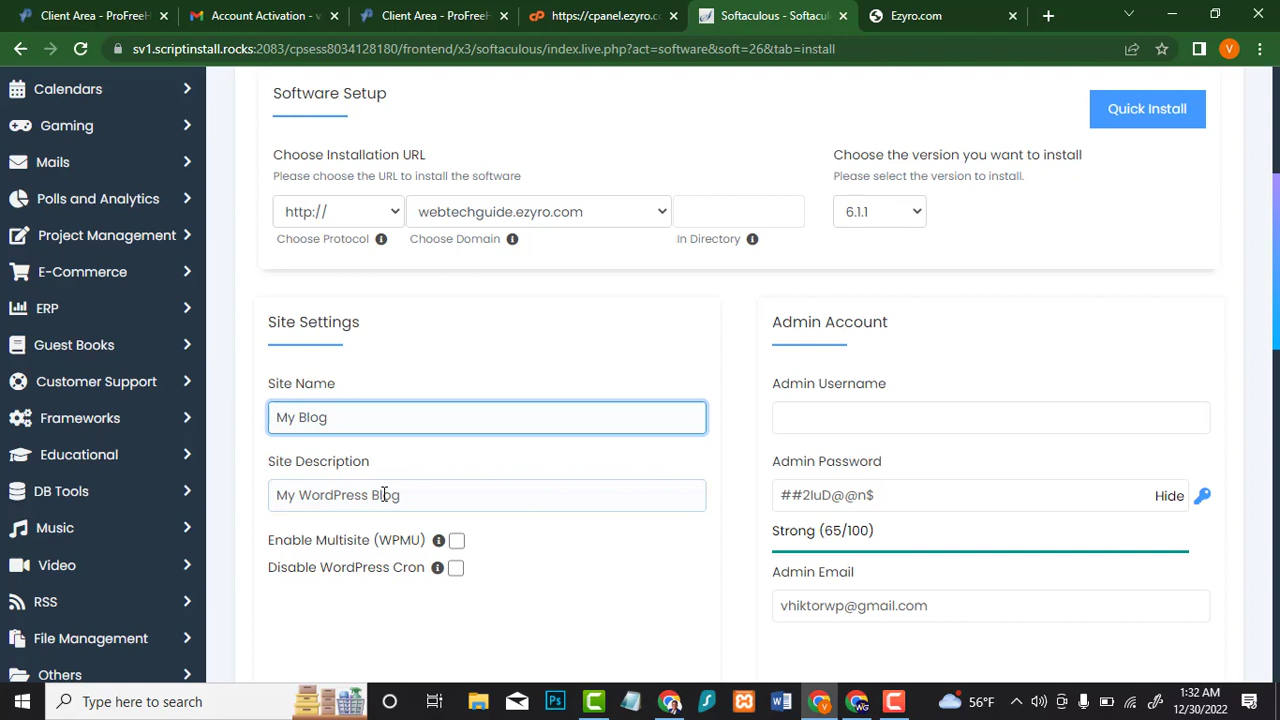 Client Area - ProFreeH
Account Activation - v
Client Area - ProFreeH
https://cpanel.ezyro.co
Softaculous - Softacul
Ezyro.com
sv1.scriptinstall.rocks:2083/cpsess8034128180/frontend/x3/softaculous/index.live.php?act=software&soft=26&tab=install
V
Calendars
Gaming
Mails
Polls and Analytics
Project Management
E-Commerce
ERP
Guest Books
Customer Support
Frameworks
Educational
DB Tools
Music
Video
RSS
File Management
Others
Software Setup
Quick Install
Choose Installation URL
Please choose the URL to install the software
http://
webtechguide.ezyro.com
Choose Protocol
Choose Domain
In Directory
Choose the version you want to install
Please select the version to install.
6.1.1
Site Settings
Site Name
My Blog
Site Description
My WordPress Blog
Enable Multisite (WPMU)
Disable WordPress Cron
Admin Account
Admin Username
Admin Password
##2IuD@@n$
Hide
Strong (65/100)
Admin Email
vhiktorwp@gmail.com
Type here to search
Ps
56°F
1:32 AM
12/30/2022